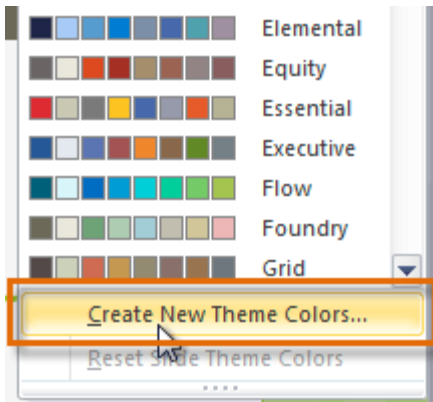 Elemental
Equity
Essential
Executive
Flow
Foundry
Grid
Create New Theme Colors...
Reset Slide Theme Colors